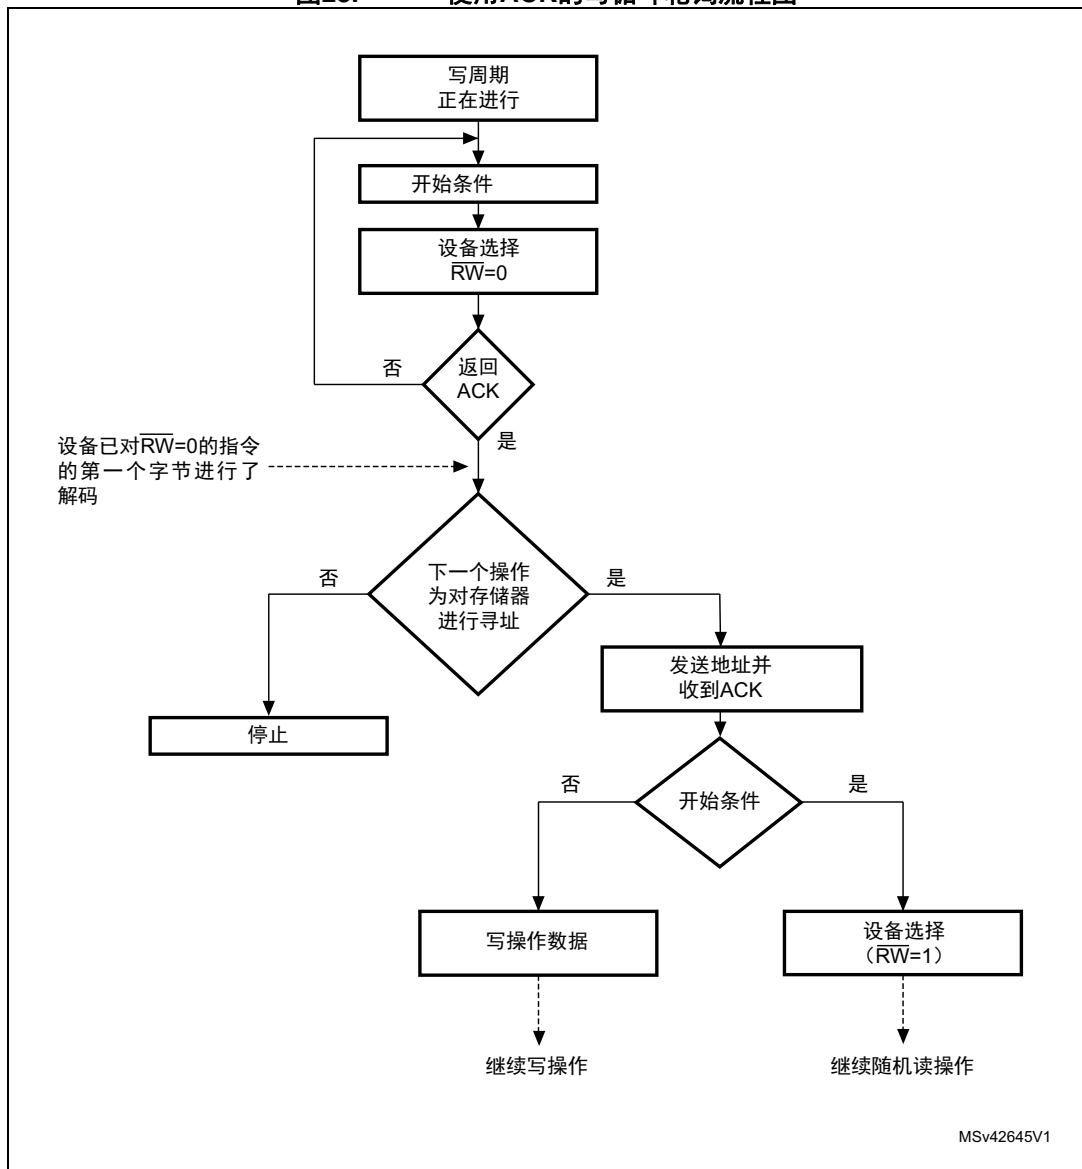 写周期
正在进行
开始条件
设备选择
R̅W̅=0
返回
ACK
否
是
设备已对R̅W̅=0的指令
的第一个字节进行了
解码
下一个操作
为对存储器
进行寻址
否
是
发送地址并
收到ACK
停止
开始条件
否
是
写操作数据
设备选择
（R̅W̅=1）
继续写操作
继续随机读操作
MSv42645V1